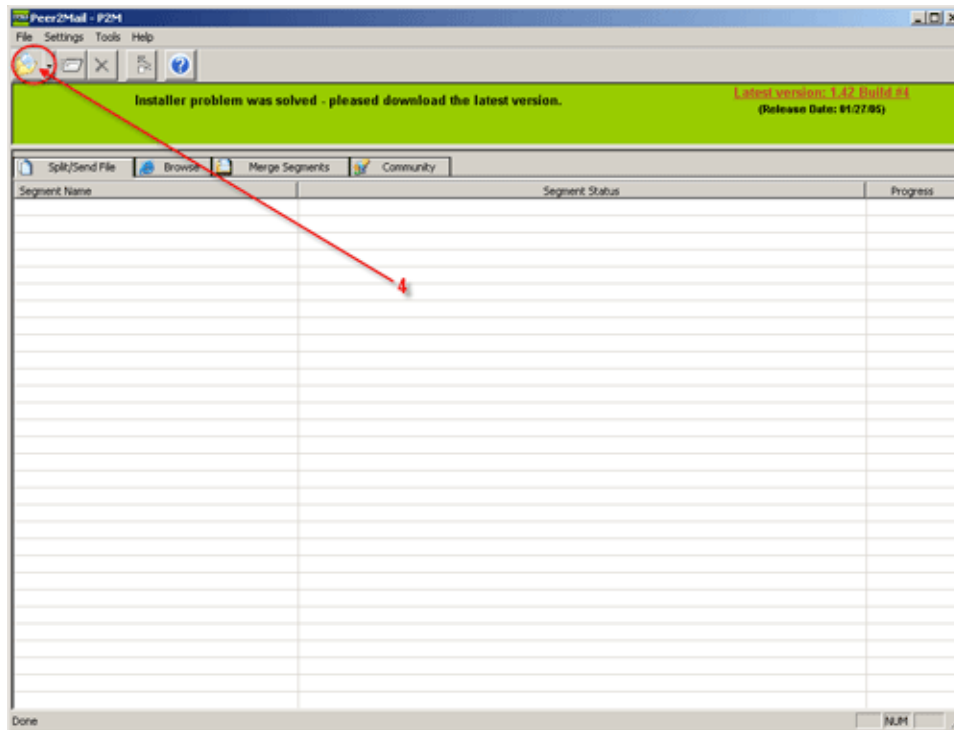 Peer2Mail - P2M
File Settings Tools Help
Installer problem was solved - pleased download the latest version.
Latest version: 1.42 Build #4
(Release Date: 01/27/05)
Split/Send File Browse Merge Segments Community
Segment Name Segment Status Progress
4
Done NUM